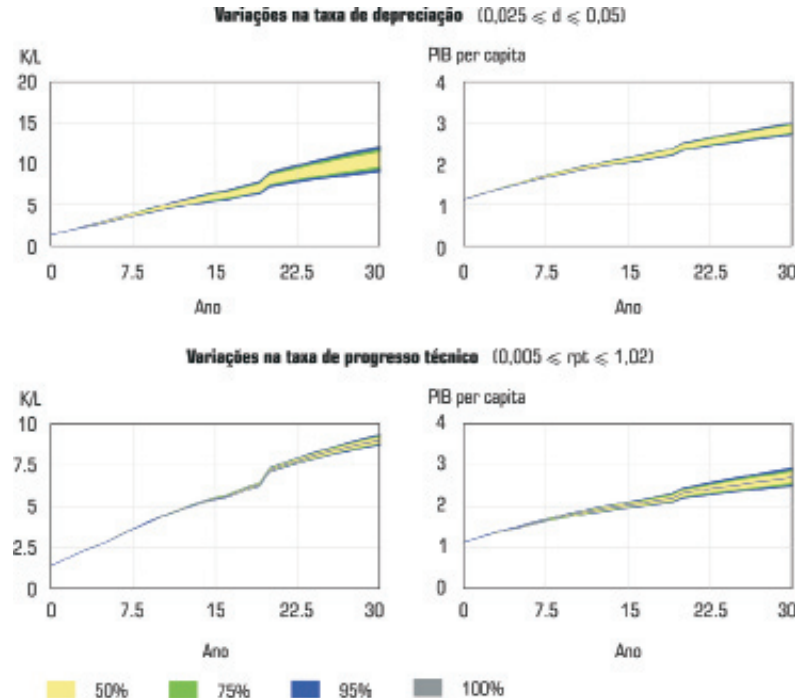 Variações na taxa de depreciação (0,025 ⩽ d ⩽ 0,05)
K/L
20
15
10
5
0
0 7.5 15 22.5 30
Ano
PIB per capita
4
3
2
1
0
0 7.5 15 22.5 30
Ano
Variações na taxa de progresso técnico (0,005 ⩽ rpt ⩽ 1,02)
K/L
10
7.5
5
2.5
0
0 7.5 15 22.5 30
Ano
PIB per capita
4
3
2
1
0
0 7.5 15 22.5 30
Ano
50% 75% 95% 100%